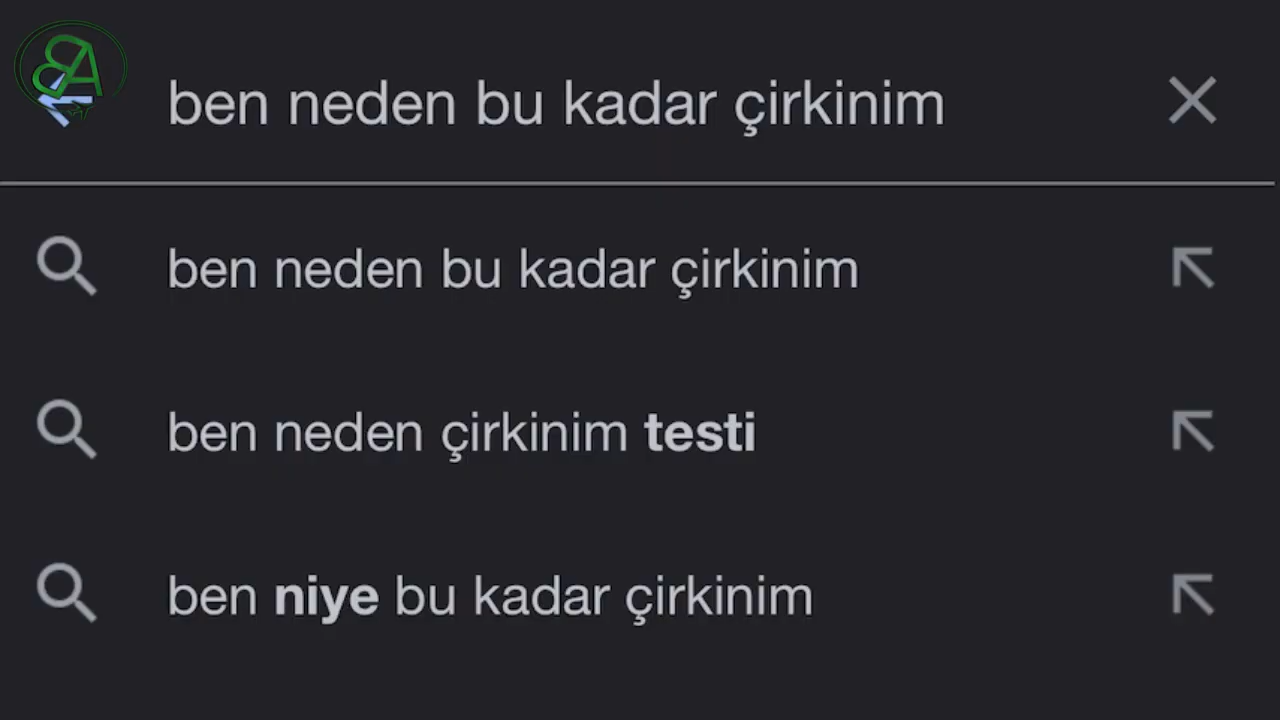 ben neden bu kadar çirkinim
ben neden bu kadar çirkinim
ben neden çirkinim testi
ben niye bu kadar çirkinim